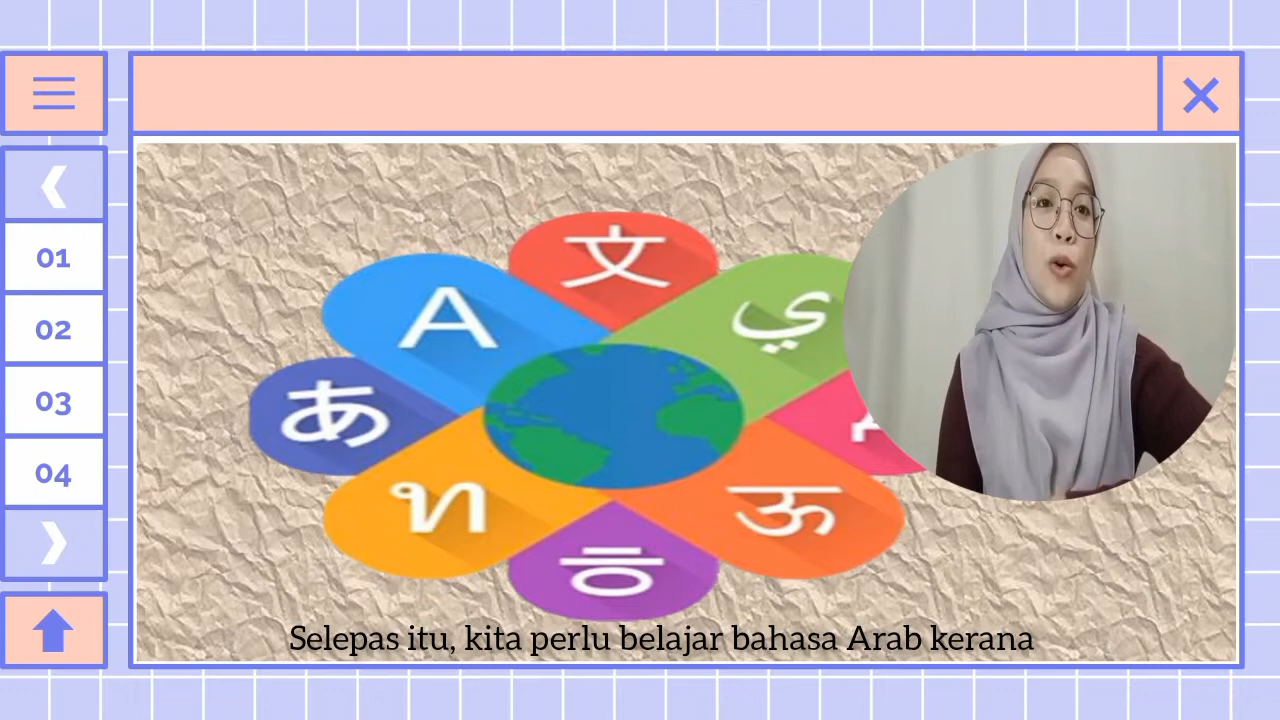 01
02
03
04
文
A
ي
あ
ท
ऊ
ㅎ
Selepas itu, kita perlu belajar bahasa Arab kerana